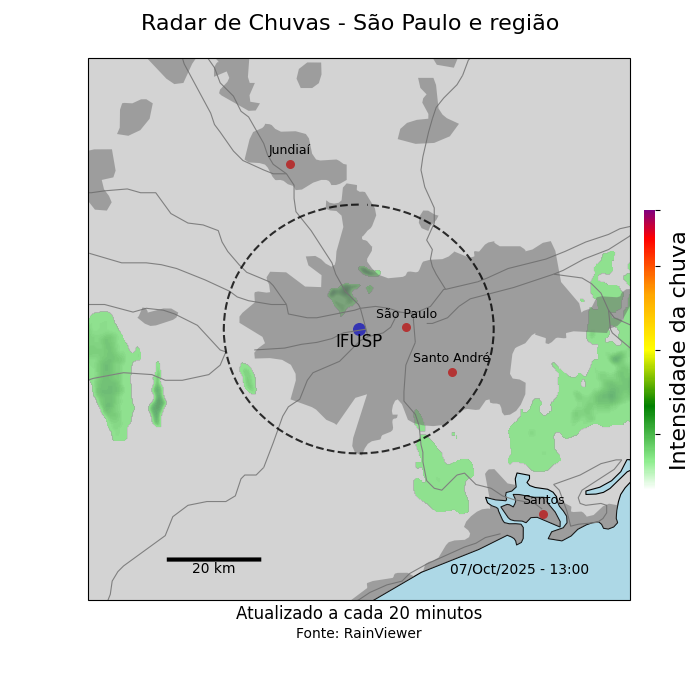 Radar de Chuvas - São Paulo e região
Jundiaí
São Paulo
IFUSP
Santo André
Intensidade da chuva
Santos
20 km
07/Oct/2025 - 13:00
Atualizado a cada 20 minutos
Fonte: RainViewer